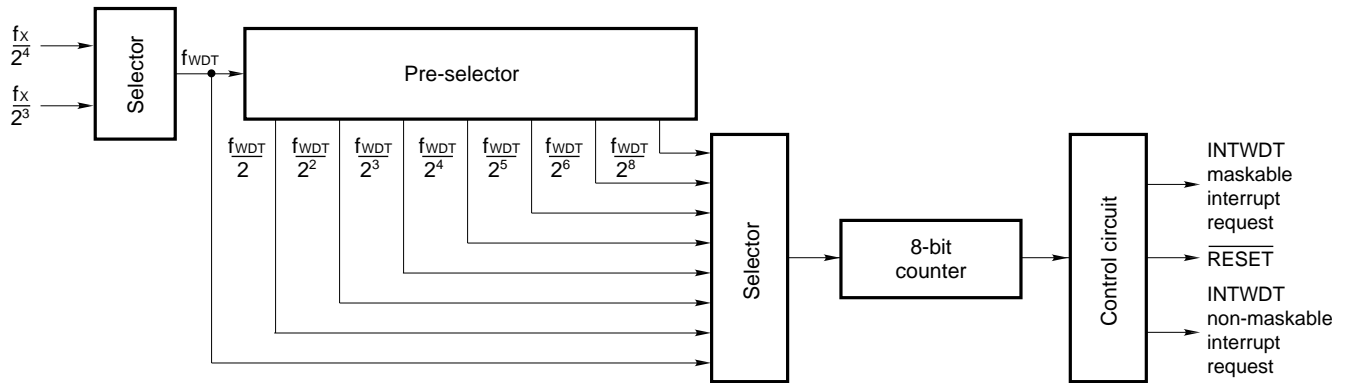 fX
2⁴
fX
2³
Selector
fWDT
Pre-selector
fWDT
2
fWDT
2²
fWDT
2³
fWDT
2⁴
fWDT
2⁵
fWDT
2⁶
fWDT
2⁸
Selector
8-bit
counter
Control circuit
INTWDT
maskable
interrupt
request
RESET
INTWDT
non-maskable
interrupt
request